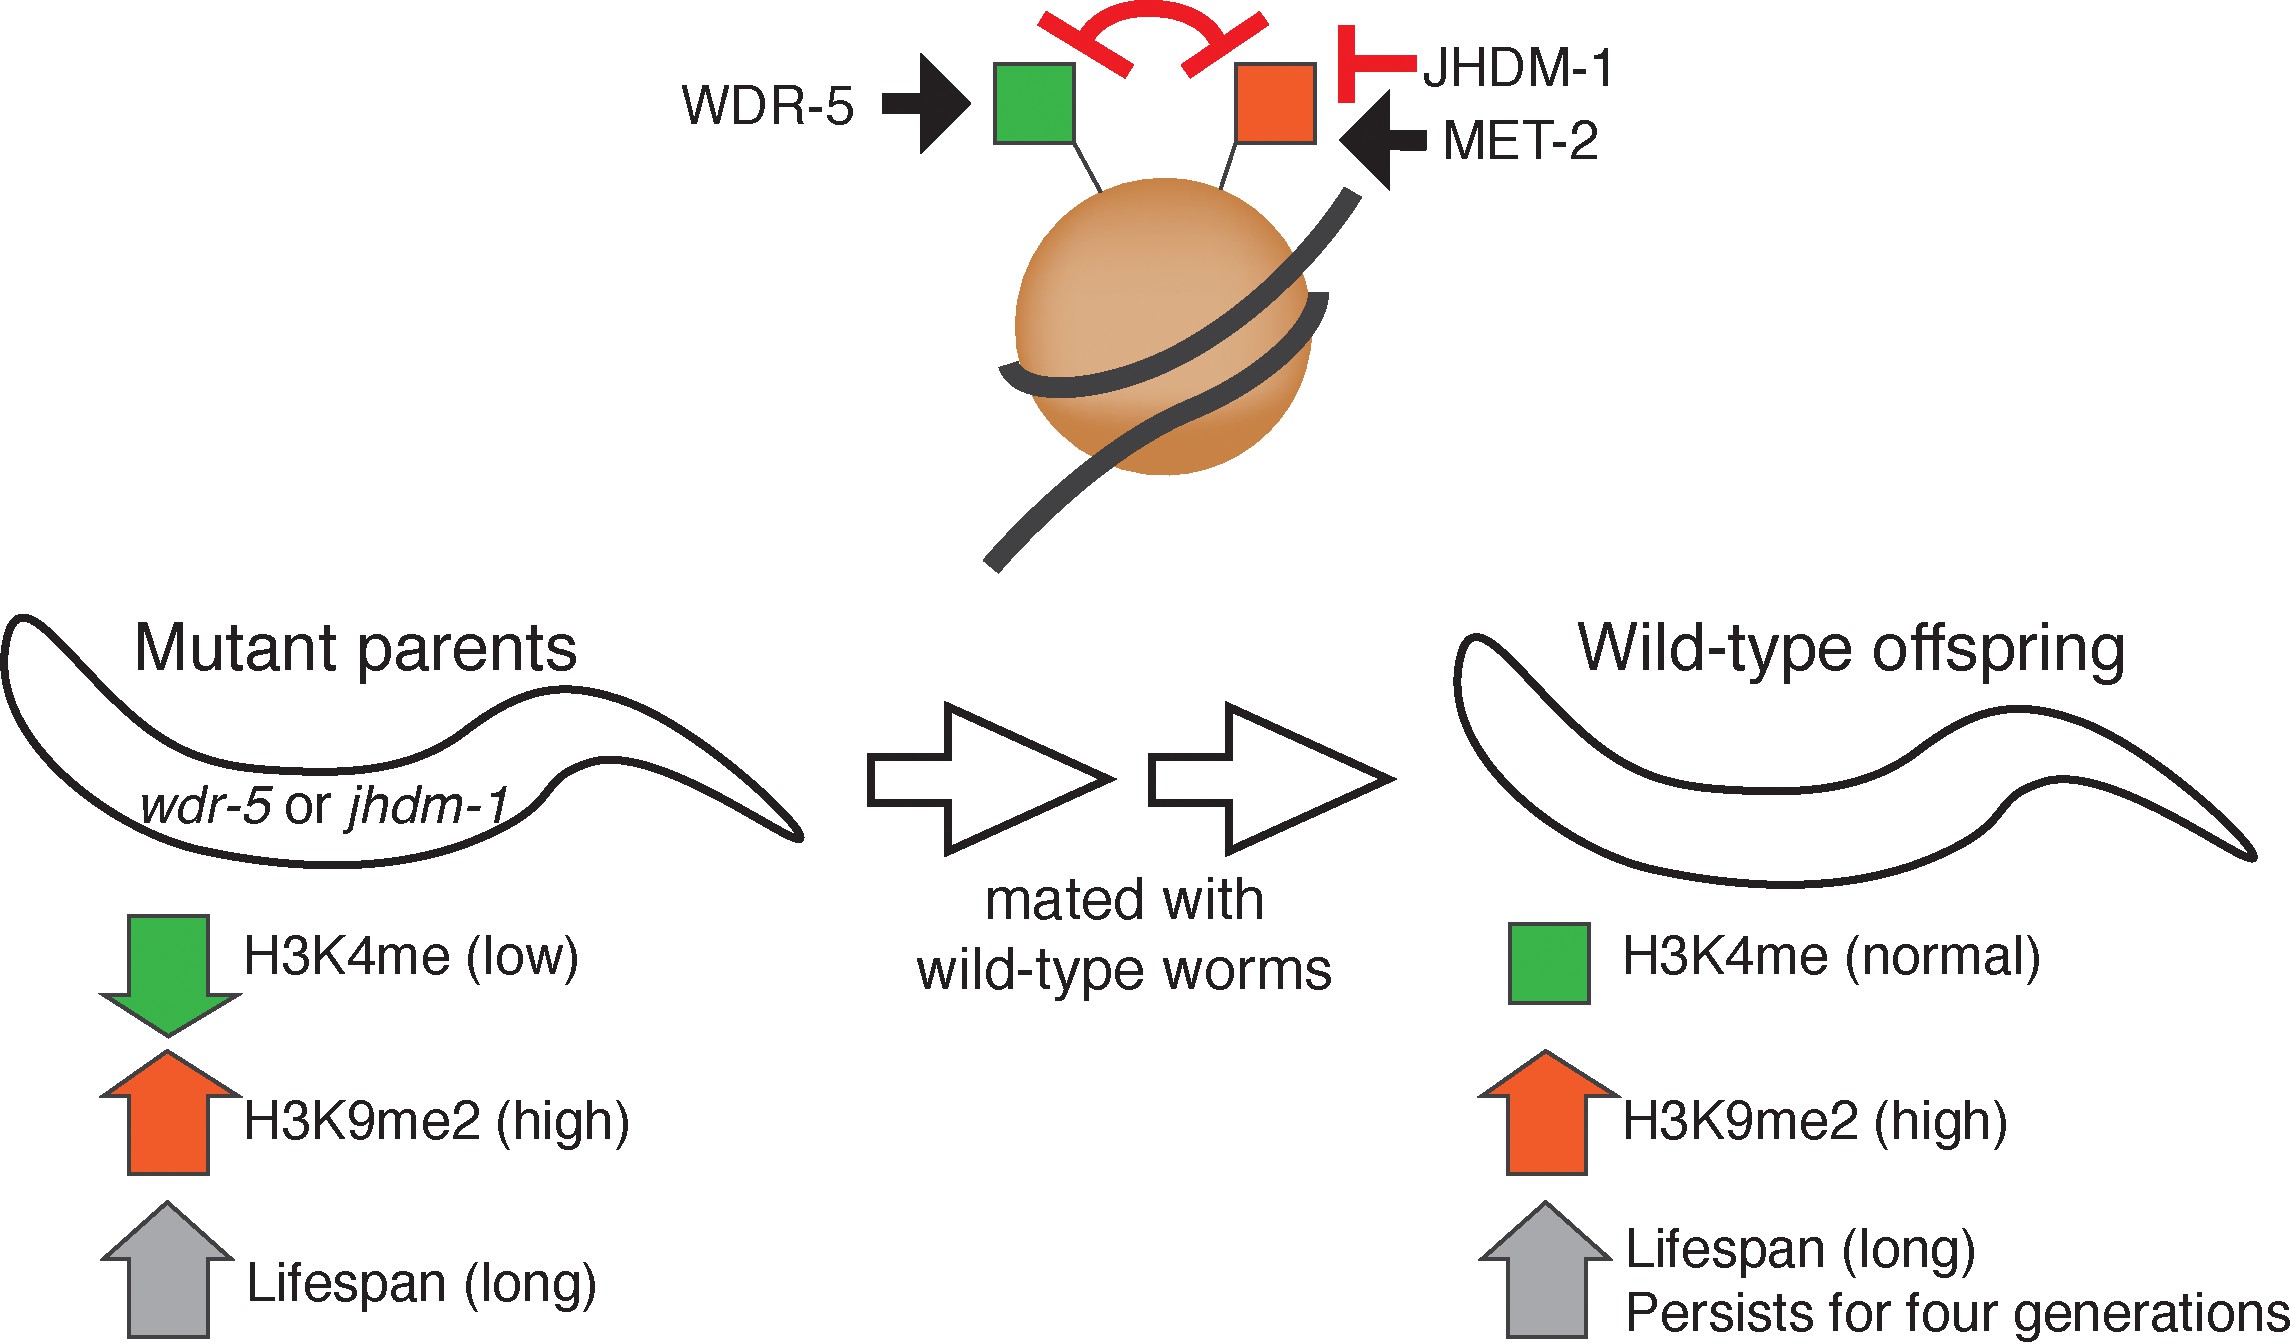 WDR-5
JHDM-1
MET-2
Mutant parents
wdr-5 or jhdm-1
H3K4me (low)
H3K9me2 (high)
Lifespan (long)
mated with
wild-type worms
Wild-type offspring
H3K4me (normal)
H3K9me2 (high)
Lifespan (long)
Persists for four generations